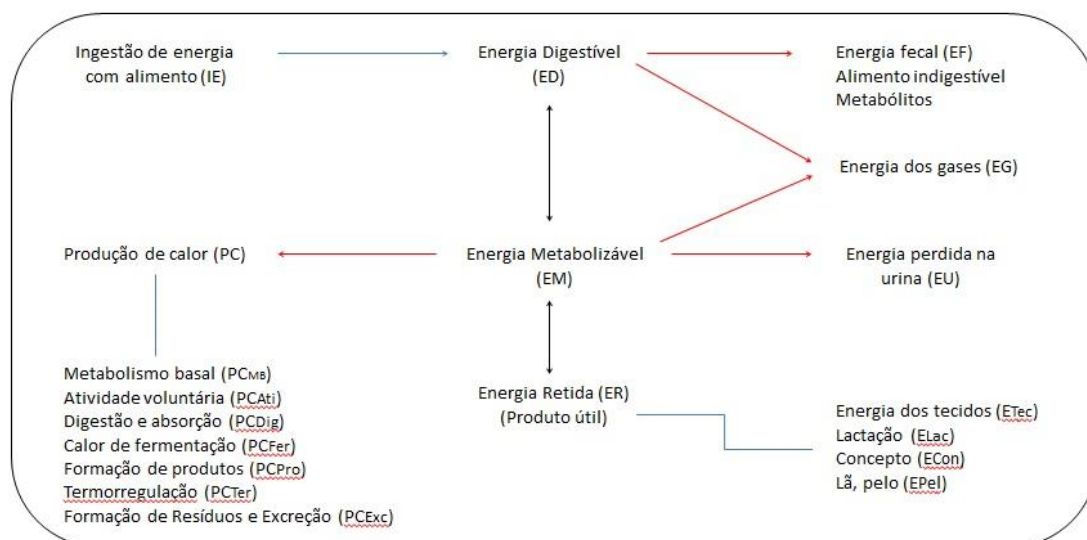 Ingestão de energia
com alimento (IE)
Energia Digestível
(ED)
Energia fecal (EF)
Alimento indigestível
Metabólitos
Energia dos gases (EG)
Produção de calor (PC)
Energia Metabolizável
(EM)
Energia perdida na
urina (EU)
Metabolismo basal (PCMB)
Atividade voluntária (PCAti)
Digestão e absorção (PCDig)
Calor de fermentação (PCFer)
Formação de produtos (PCPro)
Termorregulação (PCTer)
Formação de Resíduos e Excreção (PCExc)
Energia Retida (ER)
(Produto útil)
Energia dos tecidos (ETec)
Lactação (ELac)
Concepto (ECon)
Lã, pelo (EPel)